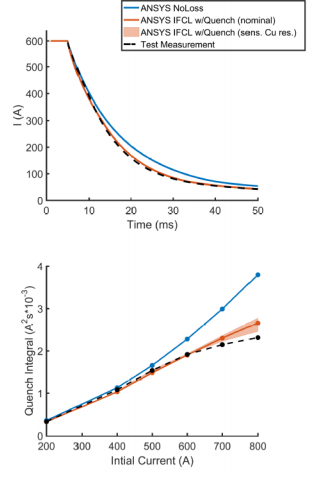 ANSYS NoLoss
ANSYS IFCL w/Quench (nominal)
ANSYS IFCL w/Quench (sens. Cu res.)
Test Measurement
600
500
400
300
200
100
0
I (A)
0 10 20 30 40 50
Time (ms)
4
3
2
1
0
Quench Integral (A²s*10⁻³)
200 300 400 500 600 700 800
Intial Current (A)